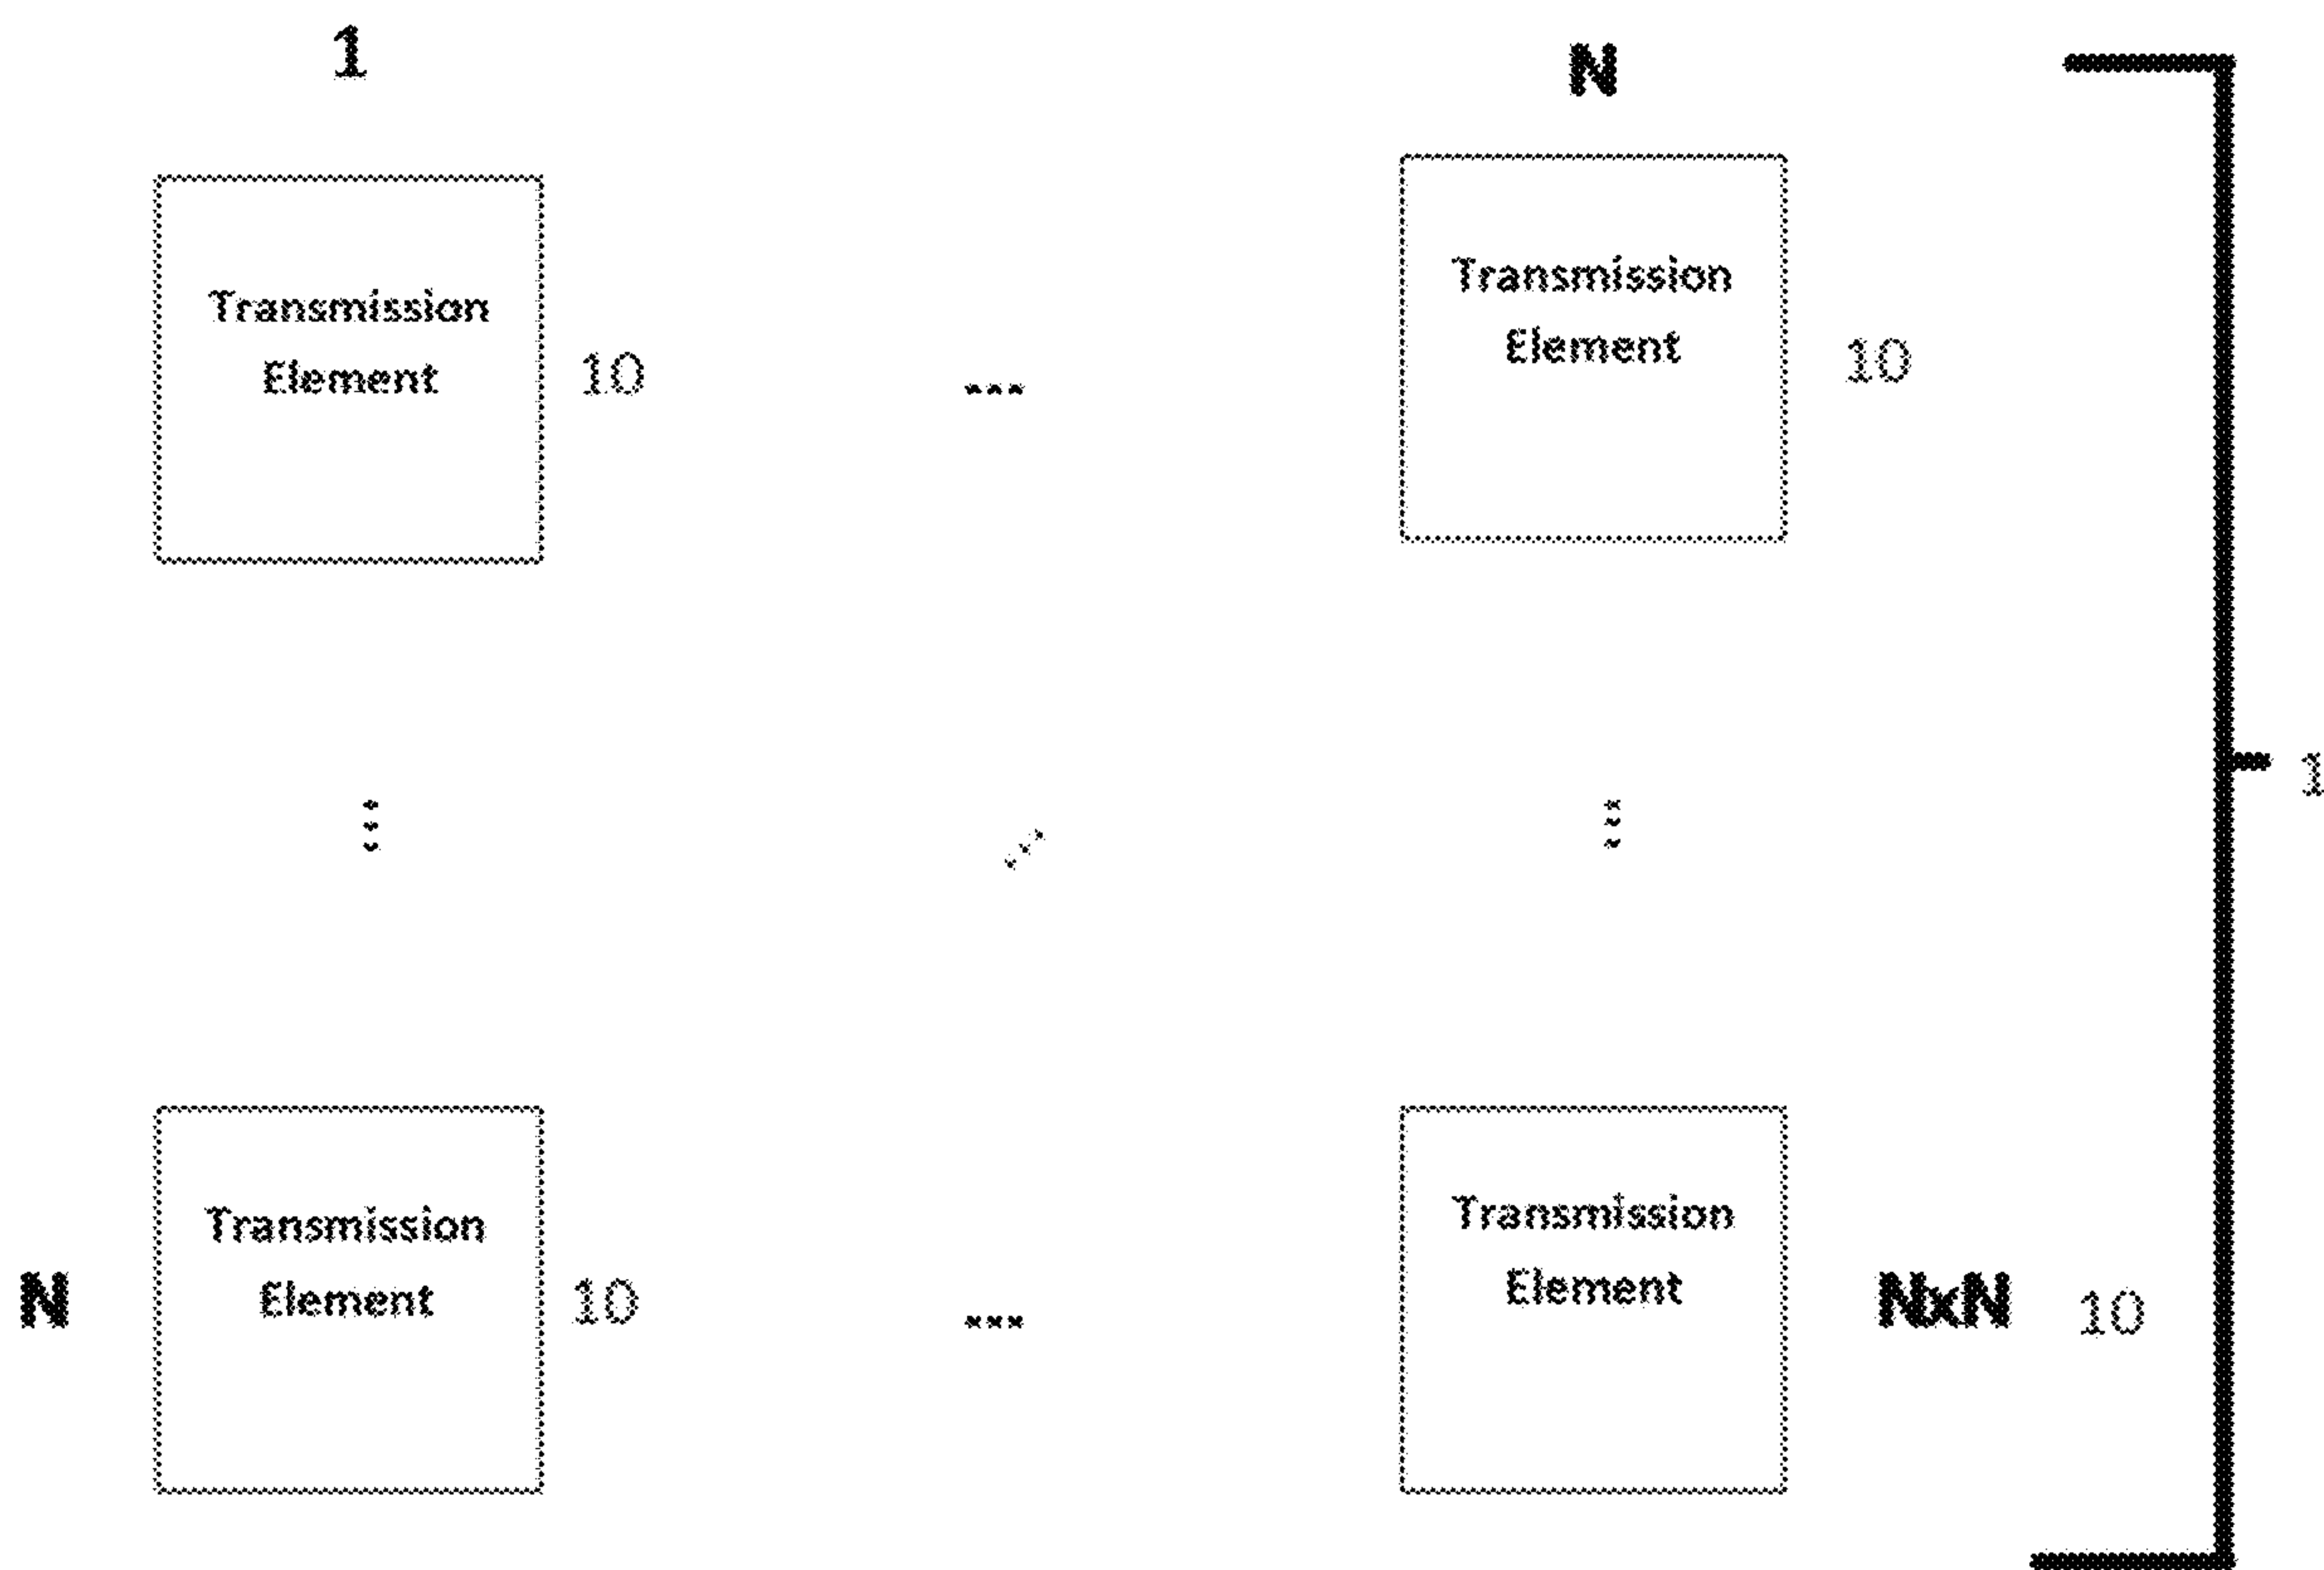 1
N
Transmission
Element
10
...
Transmission
Element
10
1
Transmission
Element
N
10
...
Transmission
Element
NxN
10